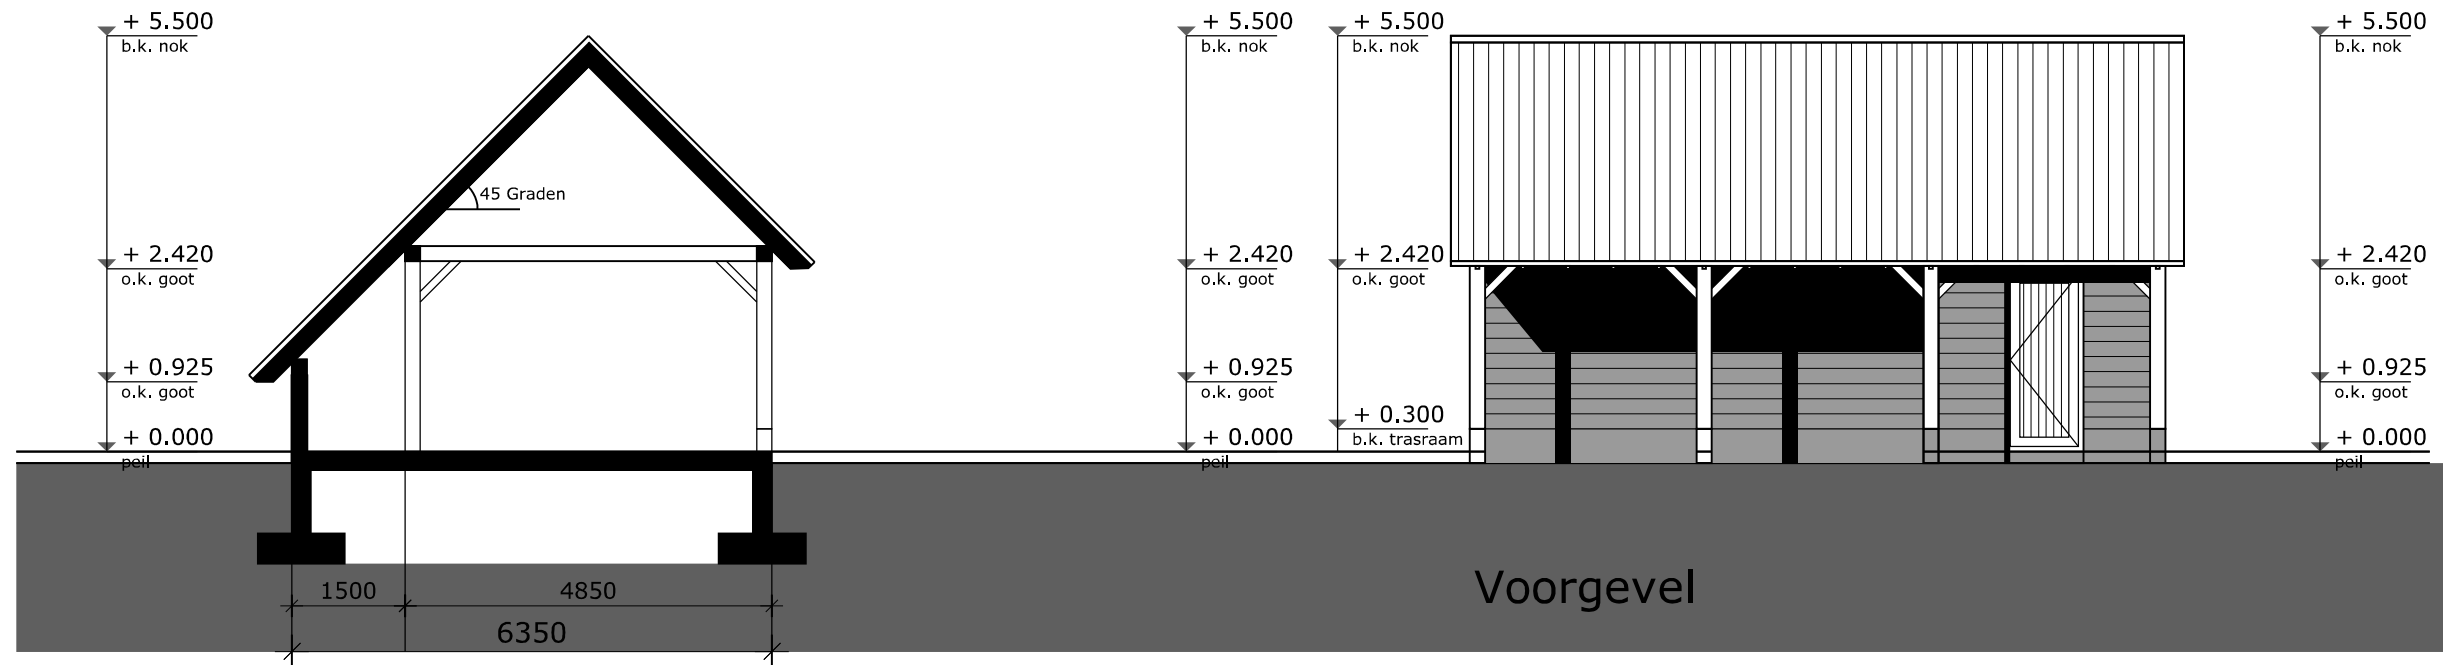 + 5.500
b.k. nok
45 Graden
+ 2.420
o.k. goot
+ 0.925
o.k. goot
+ 0.000
peil
1500
4850
6350
+ 5.500
b.k. nok
+ 2.420
o.k. goot
+ 0.925
o.k. goot
+ 0.000
peil
+ 5.500
b.k. nok
+ 2.420
o.k. goot
+ 0.300
b.k. trasraam
Voorgevel
+ 5.500
b.k. nok
+ 2.420
o.k. goot
+ 0.925
o.k. goot
+ 0.000
peil